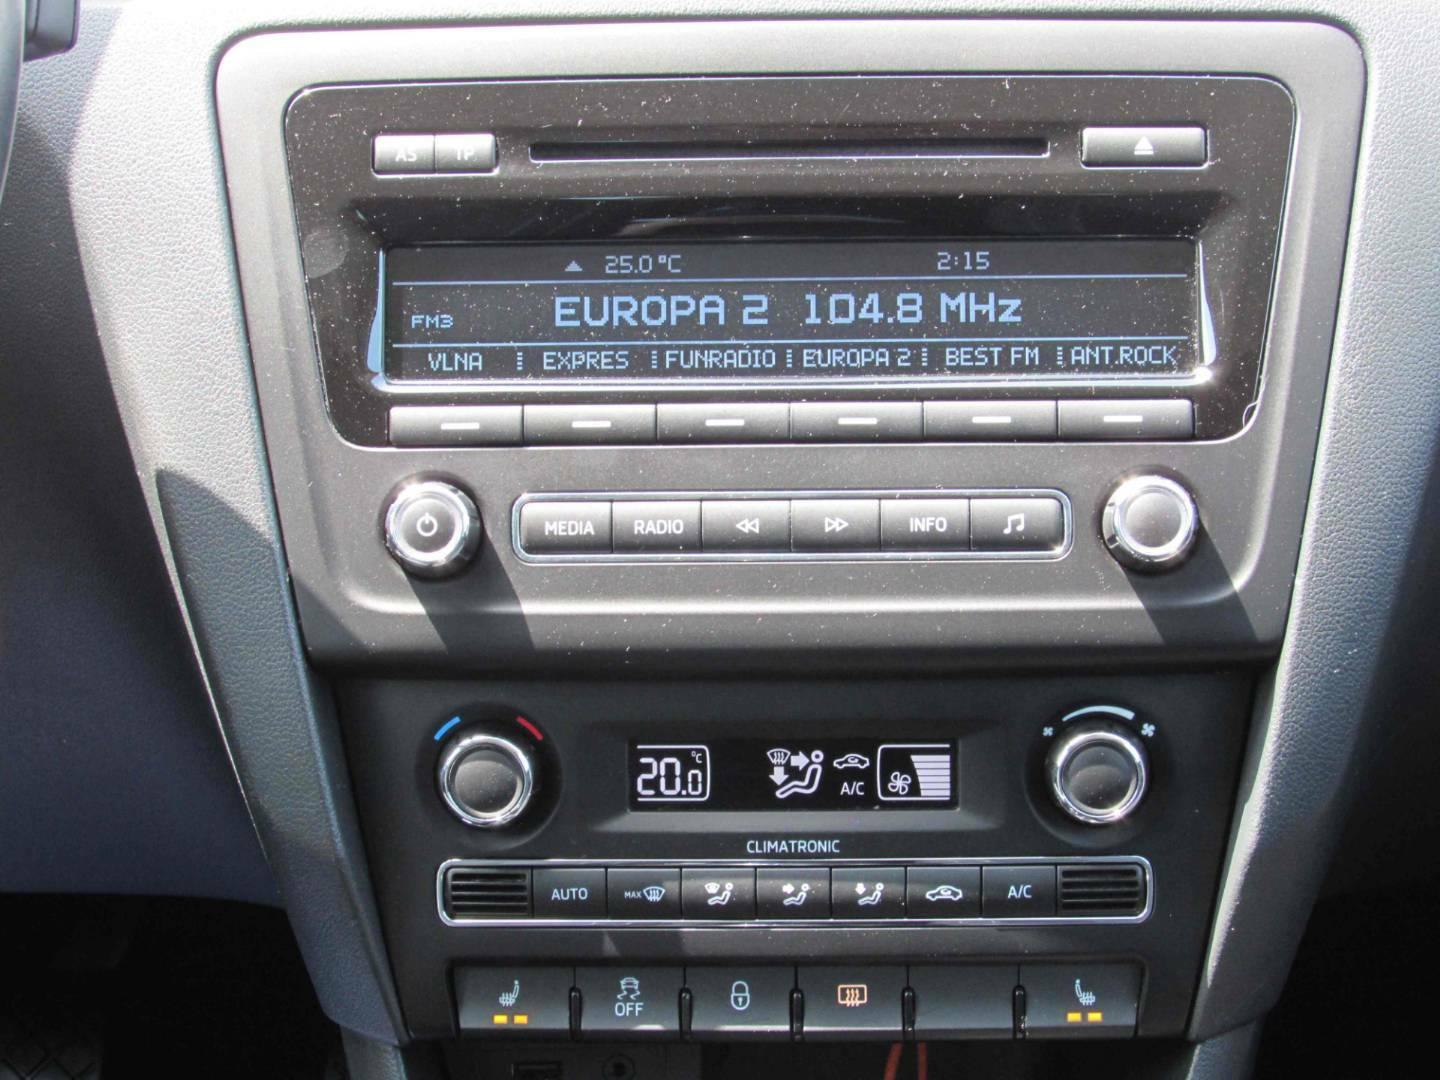 AS TP
25.0 °C 2:15
FM3 EUROPA 2 104.8 MHz
VLNA EXPRES FUNRADIO EUROPA 2 BEST FM ANT.ROCK
MEDIA RADIO INFO
20.0 °C A/C
CLIMATRONIC
AUTO MAX A/C
OFF